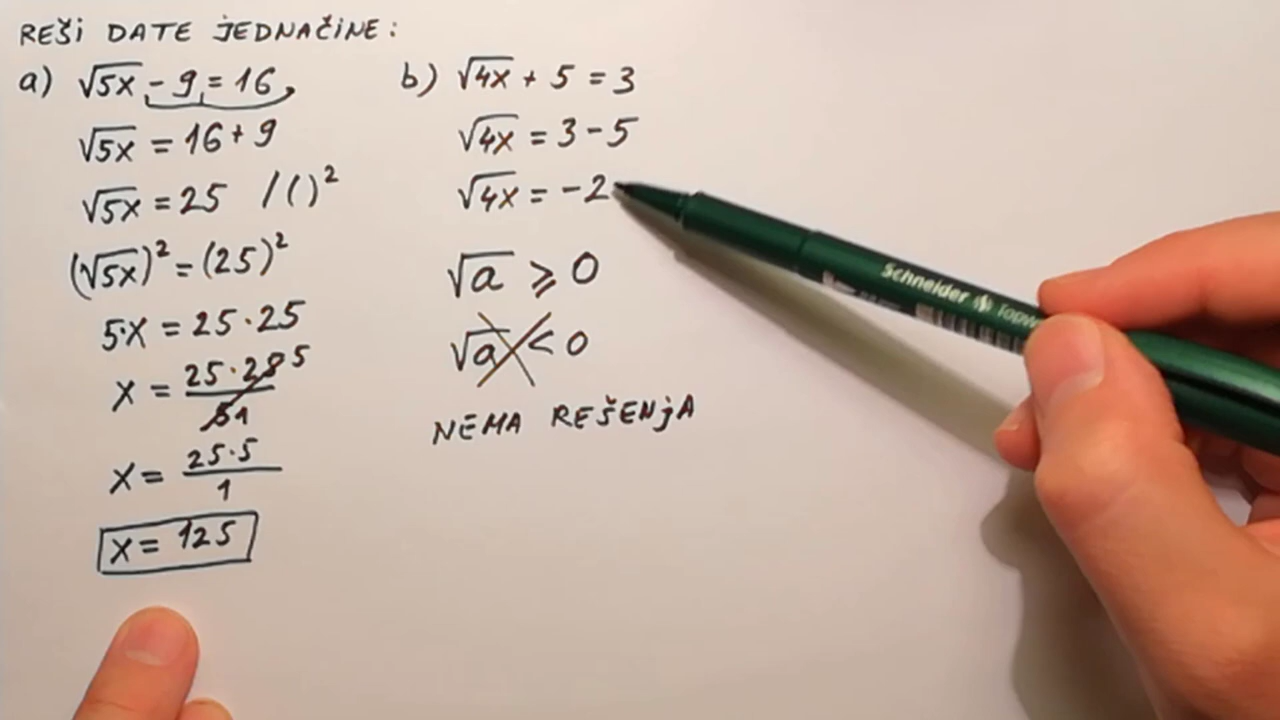 REŠI DATE JEDNAČINE:
a) √5x - 9 = 16
√5x = 16 + 9
√5x = 25 /()²
(√5x)² = (25)²
5·x = 25·25
x = 25·25 5 / 5 1
x = 25·5 / 1
x = 125
b) √4x + 5 = 3
√4x = 3 - 5
√4x = -2
√a ⩾ 0
√a < 0
NEMA REŠENJA
Schneider